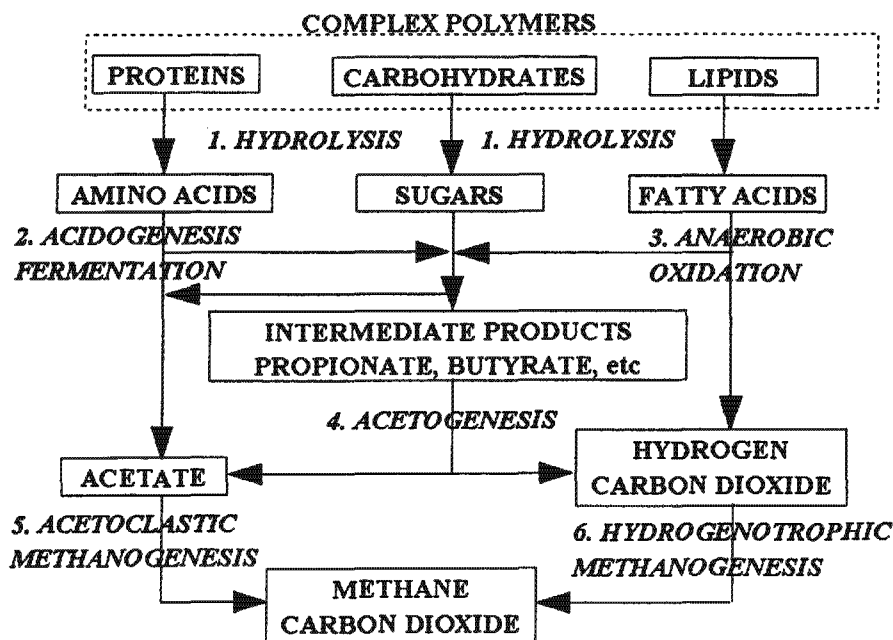 COMPLEX POLYMERS
PROTEINS
CARBOHYDRATES
LIPIDS
1. HYDROLYSIS
1. HYDROLYSIS
AMINO ACIDS
SUGARS
FATTY ACIDS
2. ACIDOGENESIS
FERMENTATION
3. ANAEROBIC
OXIDATION
INTERMEDIATE PRODUCTS
PROPIONATE, BUTYRATE, etc
4. ACETOGENESIS
ACETATE
HYDROGEN
CARBON DIOXIDE
5. ACETOCLASTIC
METHANOGENESIS
6. HYDROGENOTROPHIC
METHANOGENESIS
METHANE
CARBON DIOXIDE